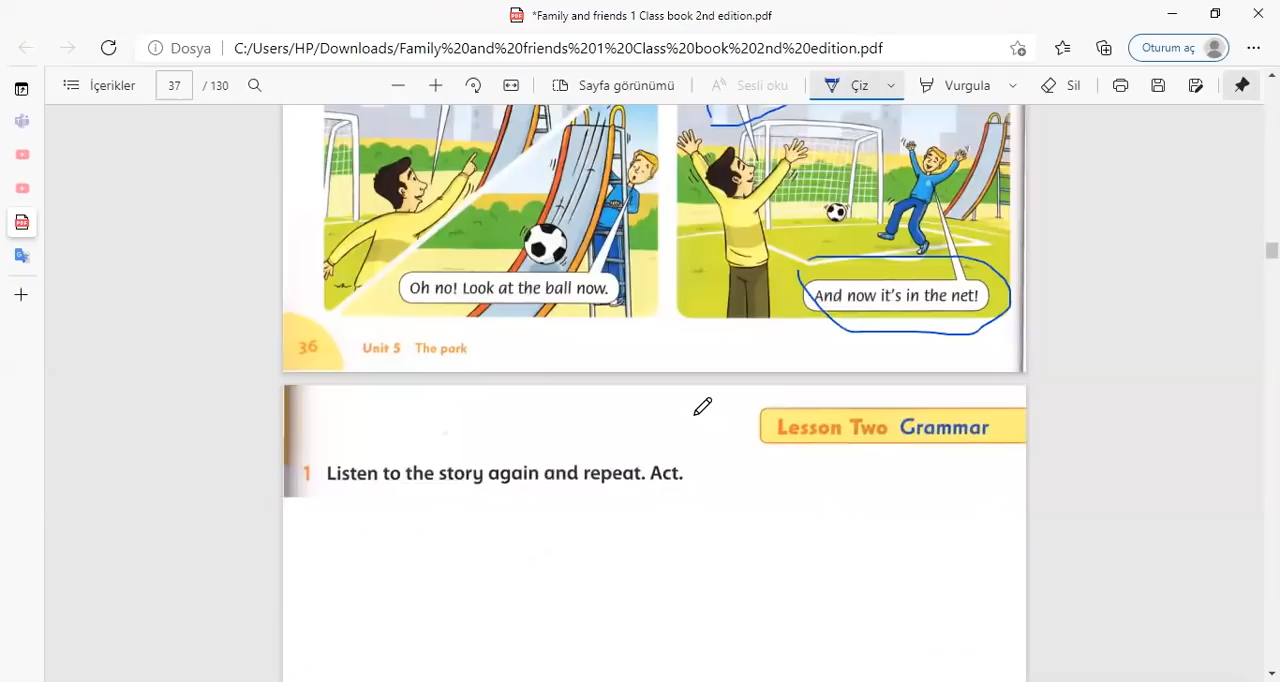 *Family and friends 1 Class book 2nd edition.pdf
Dosya
C:/Users/HP/Downloads/Family%20and%20friends%201%20Class%20book%202nd%20edition.pdf
Oturum aç
İçerikler
37
/ 130
Sayfa görünümü
Sesli oku
Çiz
Vurgula
Sil
Oh no! Look at the ball now.
And now it's in the net!
36
Unit 5 The park
Lesson Two Grammar
1 Listen to the story again and repeat. Act.